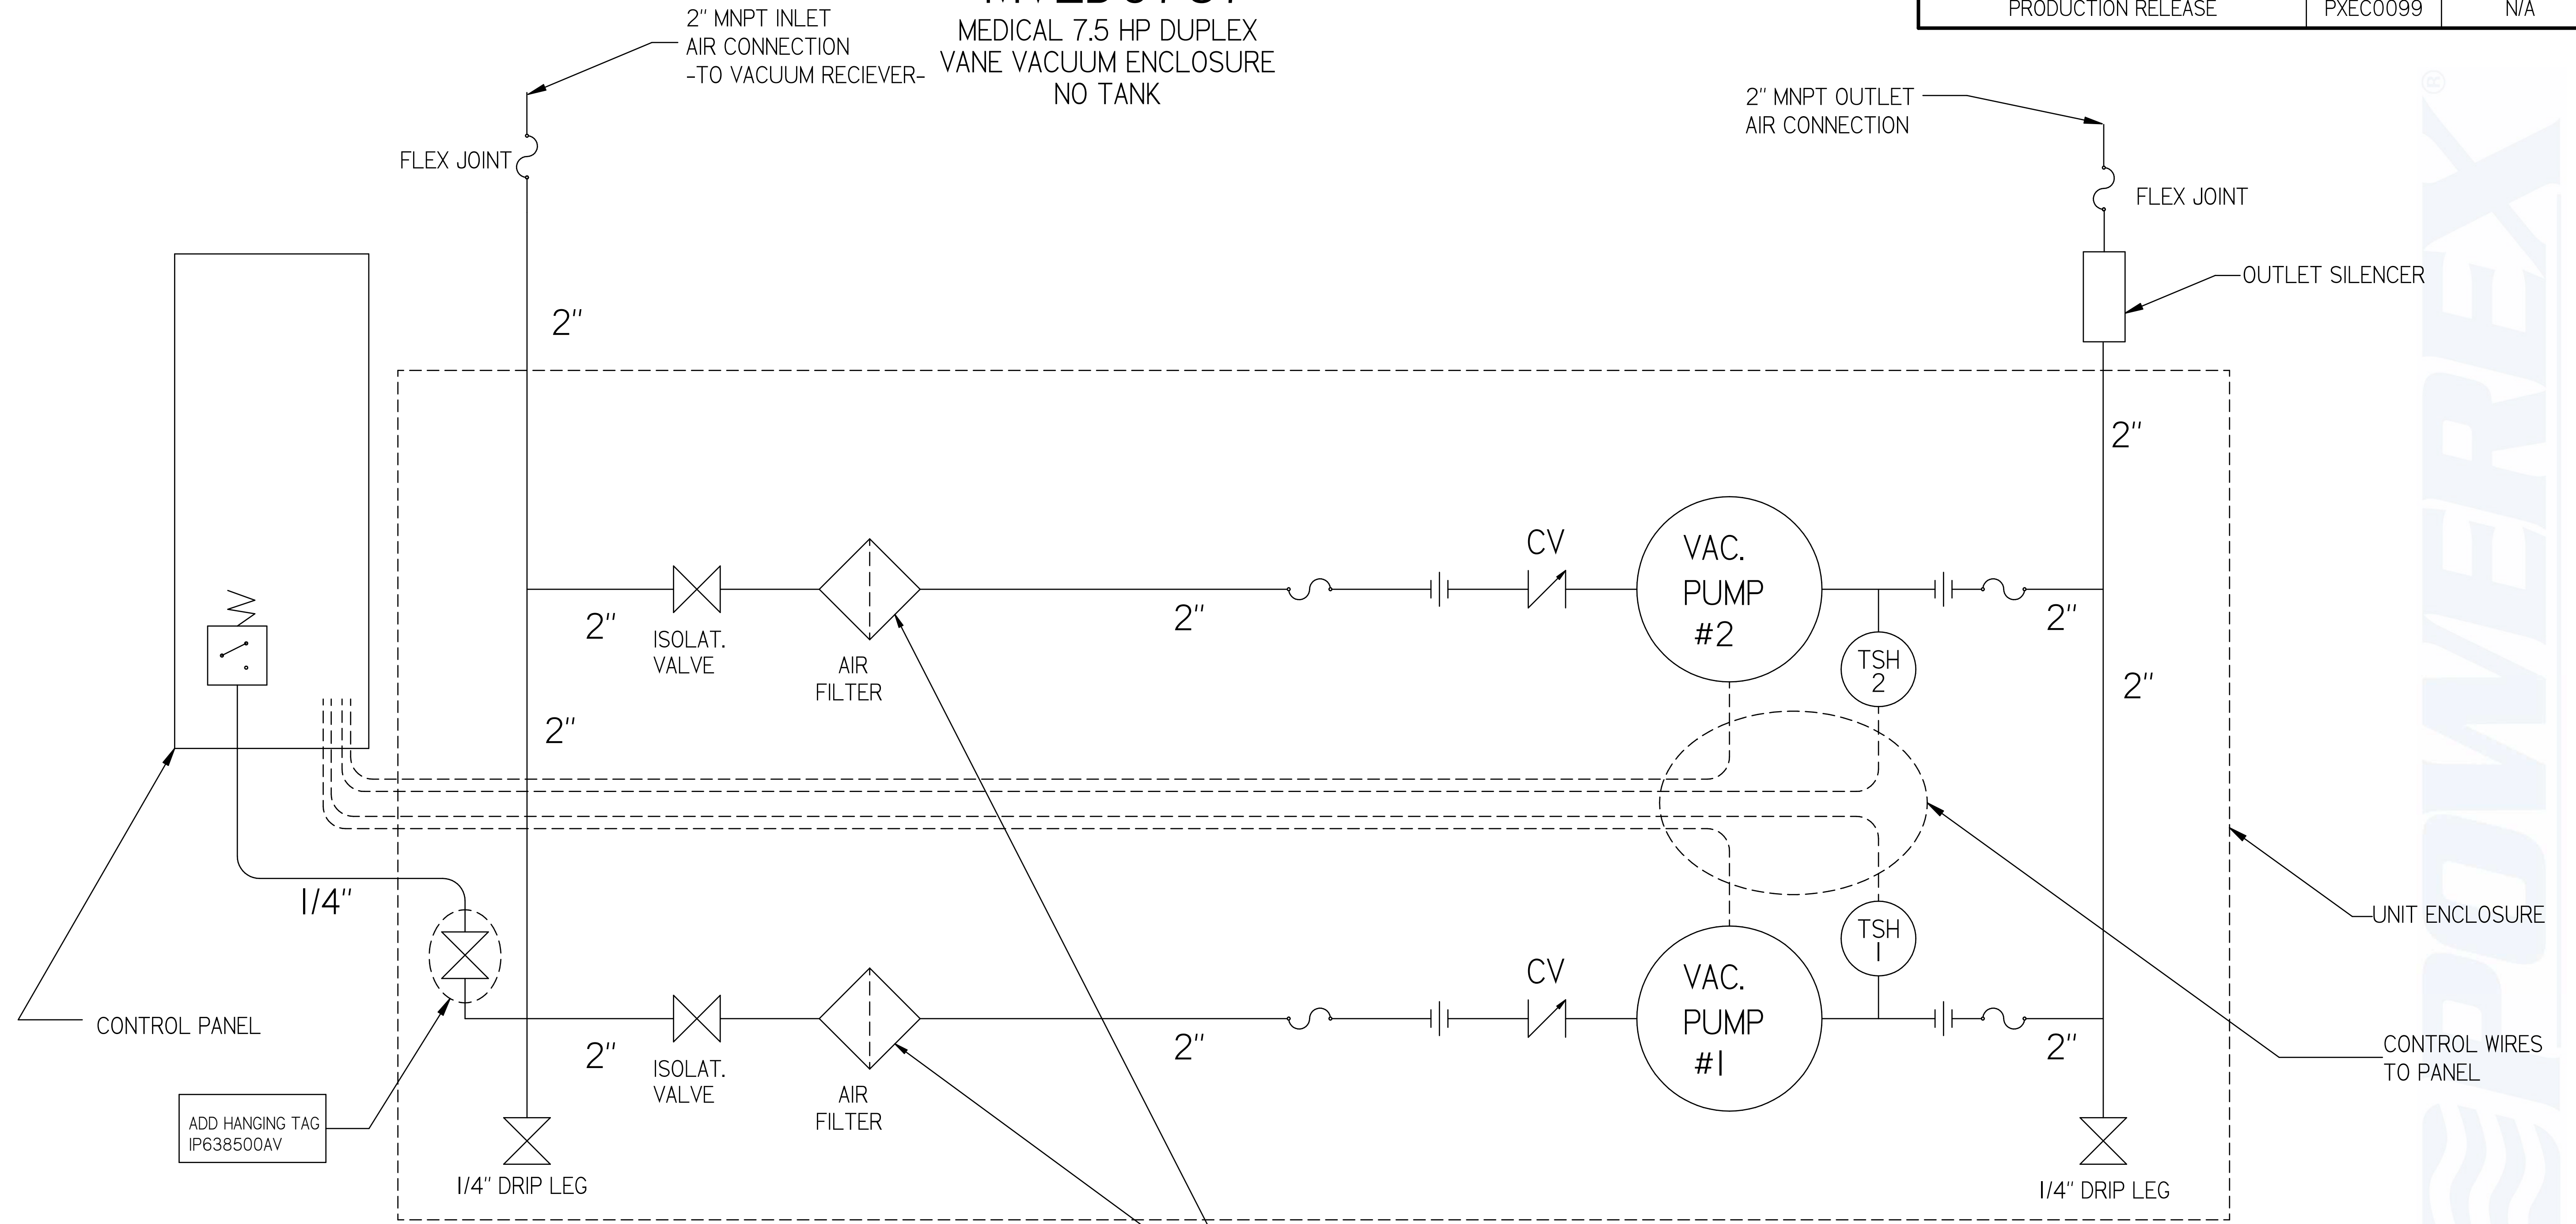 2" MNPT INLET
AIR CONNECTION
-TO VACUUM RECIEVER-
MEDICAL 7.5 HP DUPLEX
VANE VACUUM ENCLOSURE
NO TANK
PRODUCTION RELEASE PXEC0099 N/A
2" MNPT OUTLET
AIR CONNECTION
FLEX JOINT
FLEX JOINT
OUTLET SILENCER
2"
2"
CV
VAC.
PUMP
#2
2"
ISOLAT.
VALVE
AIR
FILTER
2"
TSH
2
2"
2"
2"
1/4"
CONTROL PANEL
ADD HANGING TAG
IP638500AV
2"
ISOLAT.
VALVE
AIR
FILTER
2"
CV
VAC.
PUMP
#1
TSH
1
2"
UNIT ENCLOSURE
CONTROL WIRES
TO PANEL
1/4" DRIP LEG
1/4" DRIP LEG
POWEREX®